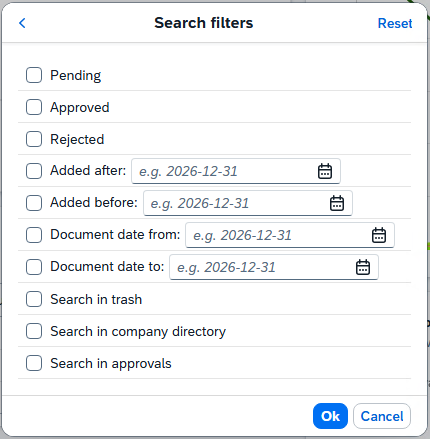 Search filters
Reset
Pending
Approved
Rejected
Added after: e.g. 2026-12-31
Added before: e.g. 2026-12-31
Document date from: e.g. 2026-12-31
Document date to: e.g. 2026-12-31
Search in trash
Search in company directory
Search in approvals
Ok
Cancel